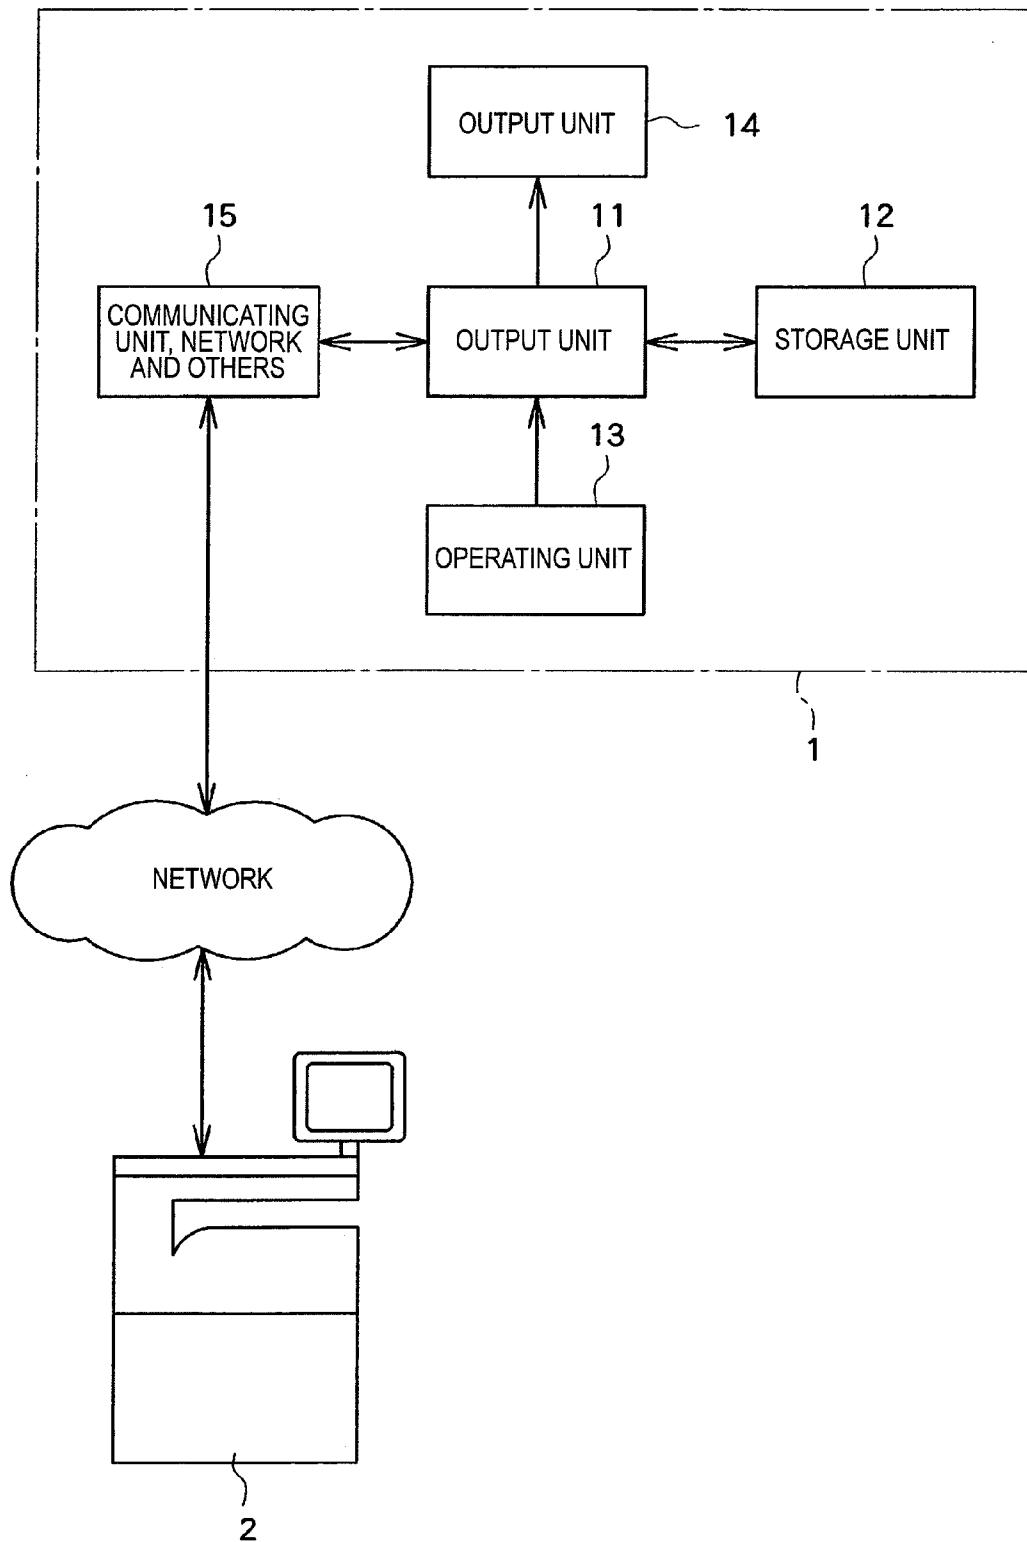 OUTPUT UNIT
14
15
11
12
COMMUNICATING
UNIT, NETWORK
AND OTHERS
OUTPUT UNIT
STORAGE UNIT
13
OPERATING UNIT
1
NETWORK
2